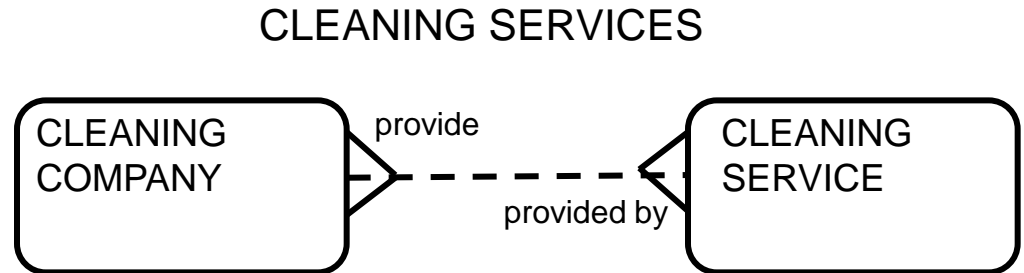 CLEANING SERVICES
CLEANING
COMPANY
provide
provided by
CLEANING
SERVICE